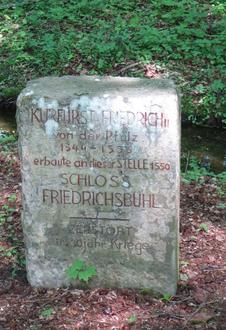 KURFÜRST FRIEDRICH II
von der Pfalz
1544 - 1556
erbaute an dieser STELLE 1550
SCHLOSS
FRIEDRICHSBÜHL
ZERSTÖRT
im 30jähr. Kriege